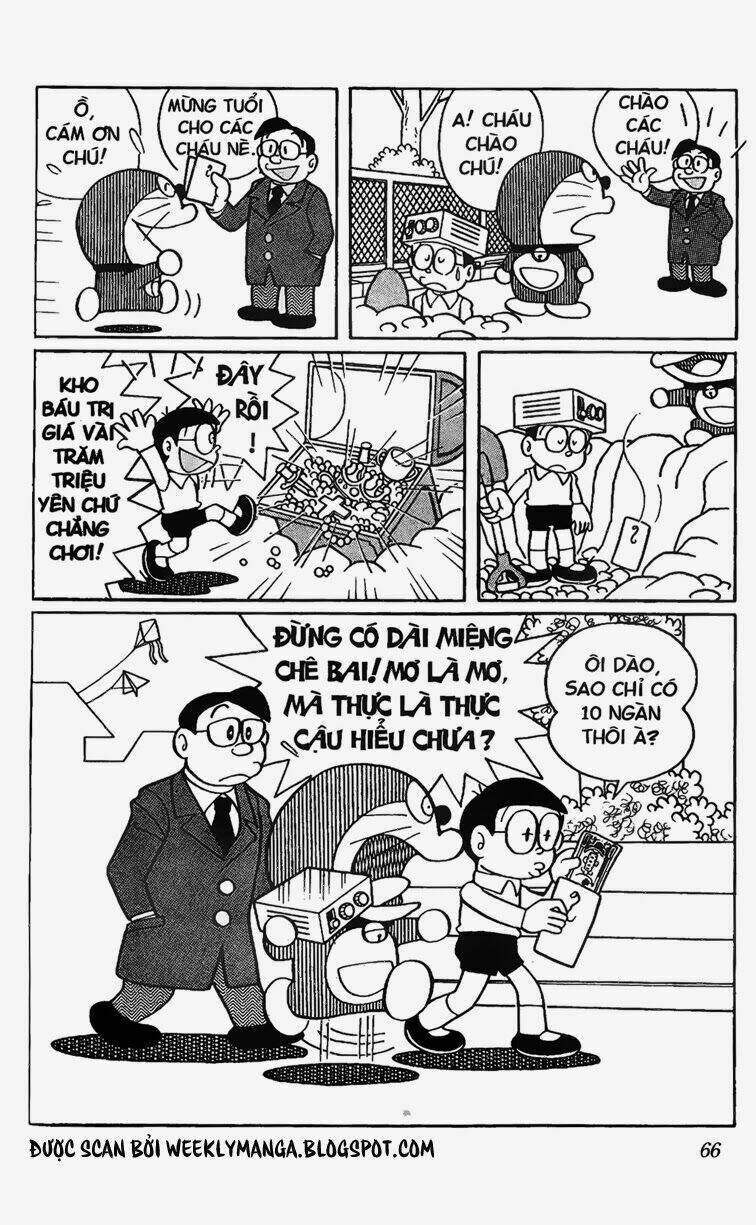 CHÀO
CÁC
CHÁU!
A! CHÁU
CHÀO
CHÚ!
MỪNG TUỔI
CHO CÁC
CHÁU NÈ.
Ồ,
CÁM ƠN
CHÚ!
ĐÂY
RỒI
!
KHO
BÁU TRỊ
GIÁ VÀI
TRĂM
TRIỆU
YÊN CHỨ
CHẲNG
CHƠI!
ÔI DÀO,
SAO CHỈ CÓ
10 NGÀN
THÔI À?
ĐỪNG CÓ DÀI MIỆNG
CHÊ BAI! MƠ LÀ MƠ,
MÀ THỰC LÀ THỰC
CẬU HIỂU CHƯA?
ĐƯỢC SCAN BỞI WEEKLYMANGA.BLOGSPOT.COM
66